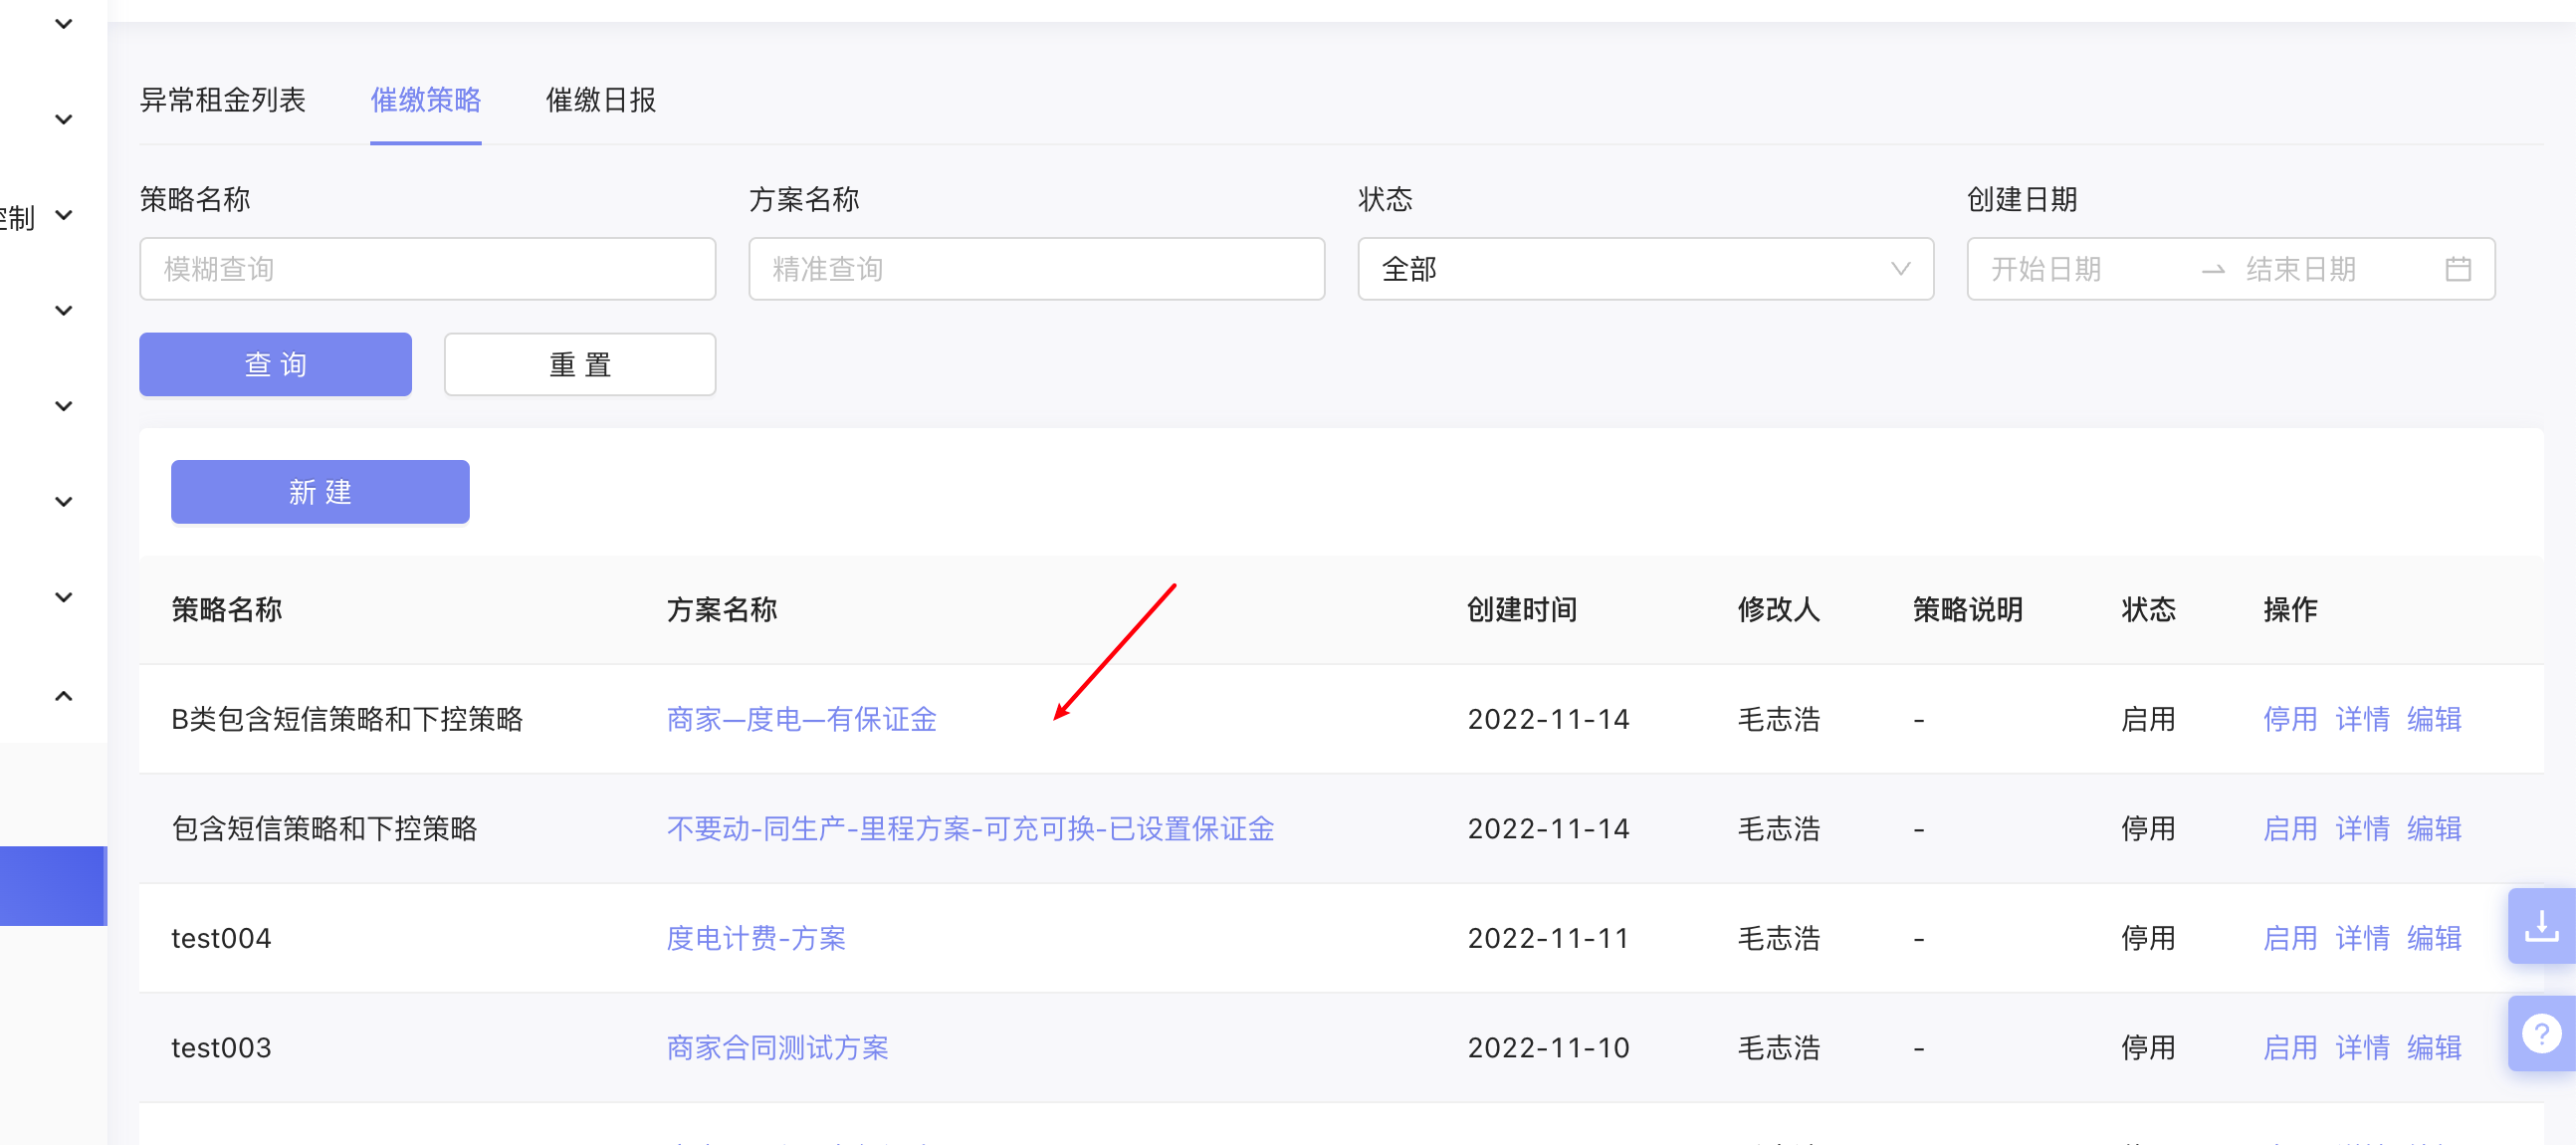 异常租金列表 催缴策略 催缴日报
策略名称 方案名称 状态 创建日期
控制
模糊查询 精准查询 全部 开始日期 → 结束日期
查 询 重 置
新 建
策略名称 方案名称 创建时间 修改人 策略说明 状态 操作
B类包含短信策略和下控策略 商家—度电—有保证金 2022-11-14 毛志浩 - 启用 停用 详情 编辑
包含短信策略和下控策略 不要动-同生产-里程方案-可充可换-已设置保证金 2022-11-14 毛志浩 - 停用 启用 详情 编辑
test004 度电计费-方案 2022-11-11 毛志浩 - 停用 启用 详情 编辑
test003 商家合同测试方案 2022-11-10 毛志浩 - 停用 启用 详情 编辑